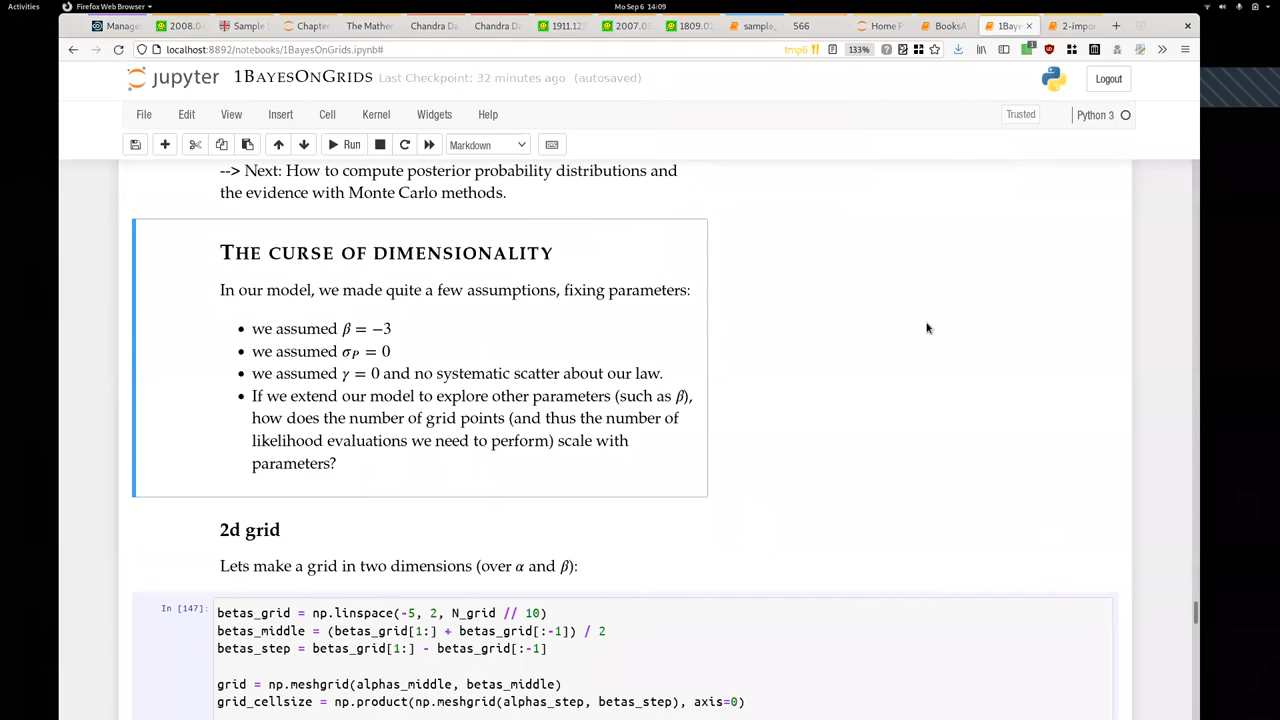 Activities Firefox Web Browser Mo Sep 6 14:09
Manage 2008.04 Sample Chapter The Mathem Chandra Da Chandra Da 1911.123 2007.05 1809.02 sample_ 566 Home P BooksA 1Baye 2-impo
localhost:8892/notebooks/1BayesOnGrids.ipynb# tmp6 133%
jupyter 1BayesOnGrids Last Checkpoint: 32 minutes ago (autosaved) Logout
File Edit View Insert Cell Kernel Widgets Help Trusted Python 3
Run Markdown
--> Next: How to compute posterior probability distributions and
the evidence with Monte Carlo methods.
The curse of dimensionality
In our model, we made quite a few assumptions, fixing parameters:
• we assumed β = −3
• we assumed σP = 0
• we assumed γ = 0 and no systematic scatter about our law.
• If we extend our model to explore other parameters (such as β),
how does the number of grid points (and thus the number of
likelihood evaluations we need to perform) scale with
parameters?
2d grid
Lets make a grid in two dimensions (over α and β):
In [147]: betas_grid = np.linspace(-5, 2, N_grid // 10)
betas_middle = (betas_grid[1:] + betas_grid[:-1]) / 2
betas_step = betas_grid[1:] - betas_grid[:-1]
grid = np.meshgrid(alphas_middle, betas_middle)
grid_cellsize = np.product(np.meshgrid(alphas_step, betas_step), axis=0)